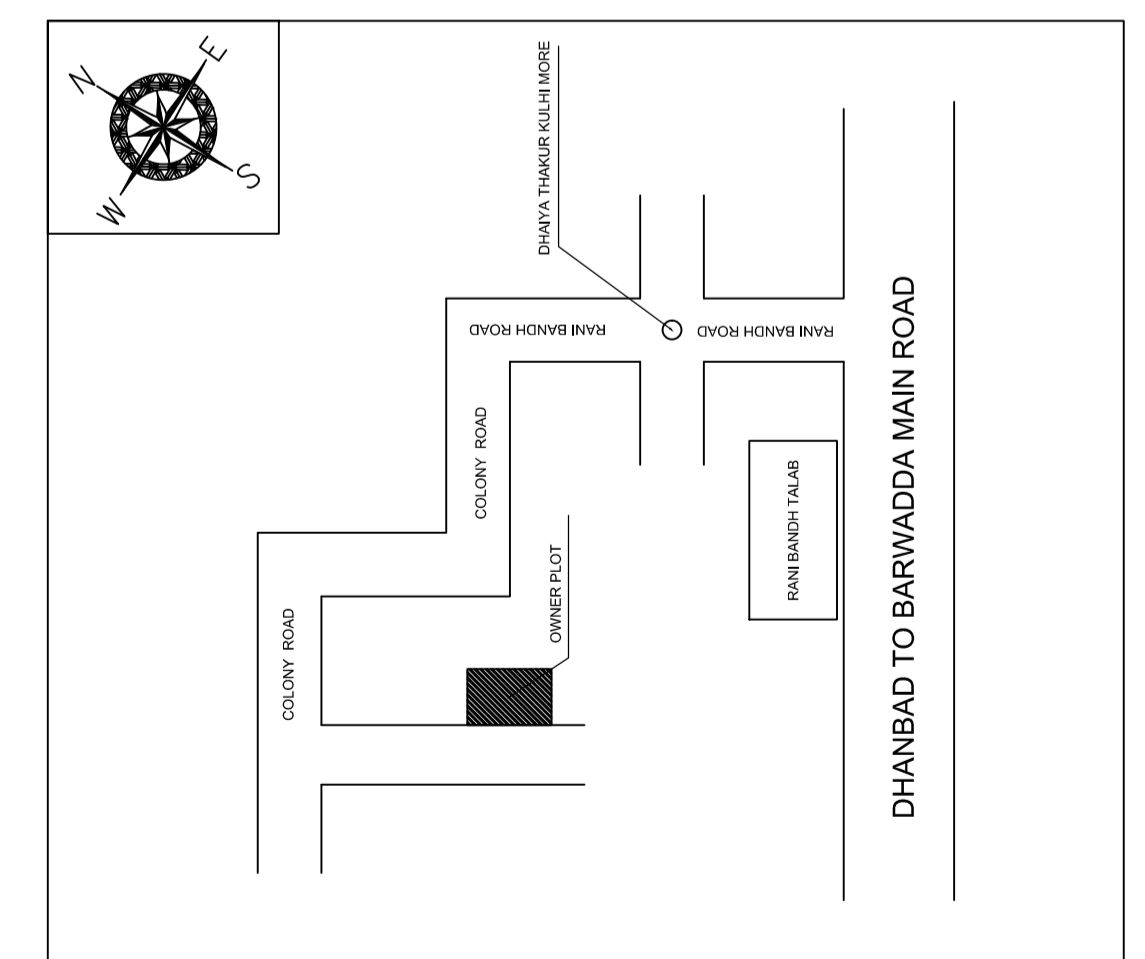 N
E
S
W
DHAIYA THAKUR KULHI MORE
RANI BANDH ROAD
RANI BANDH ROAD
COLONY ROAD
COLONY ROAD
OWNER PLOT
RANI BANDH TALAB
DHANBAD TO BARWADDA MAIN ROAD